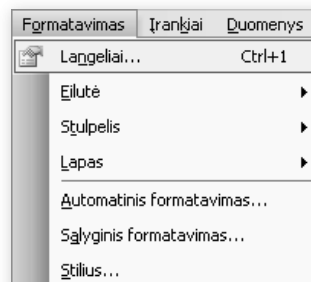 Formatavimas Įrankiai Duomenys
Langeliai... Ctrl+1
Eilutė
Stulpelis
Lapas
Automatinis formatavimas...
Sąlyginis formatavimas...
Stilius...